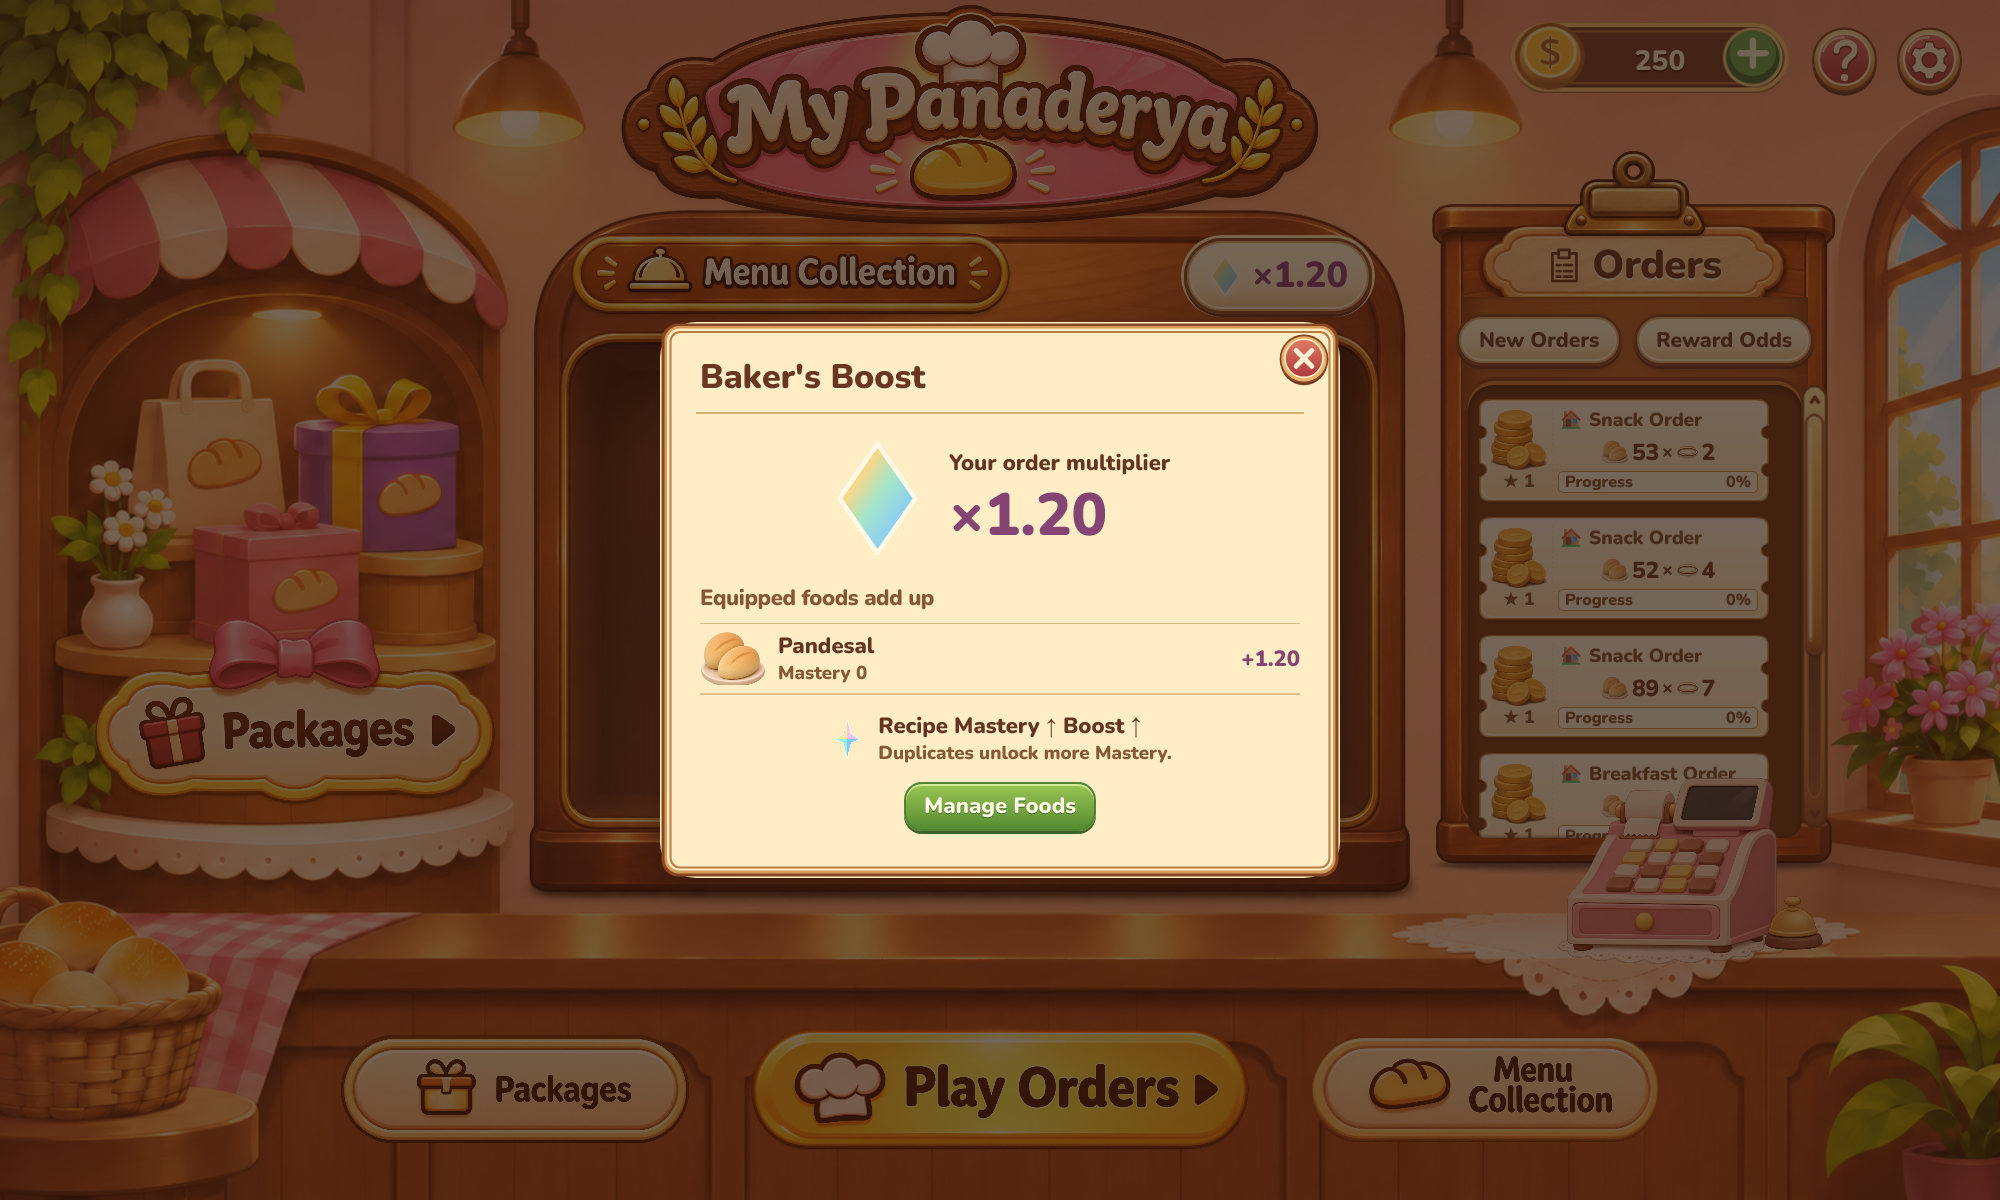 My Panaderya
$ 250
Menu Collection
×1.20
Orders
New Orders
Reward Odds
Snack Order
53 × 2
★ 1
Progress 0%
Snack Order
52 × 4
★ 1
Progress 0%
Snack Order
89 × 7
★ 1
Progress 0%
Breakfast Order
★ 1
Baker's Boost
Your order multiplier
×1.20
Equipped foods add up
Pandesal
Mastery 0
+1.20
Recipe Mastery ↑ Boost ↑
Duplicates unlock more Mastery.
Manage Foods
Packages
Packages
Play Orders
Menu
Collection